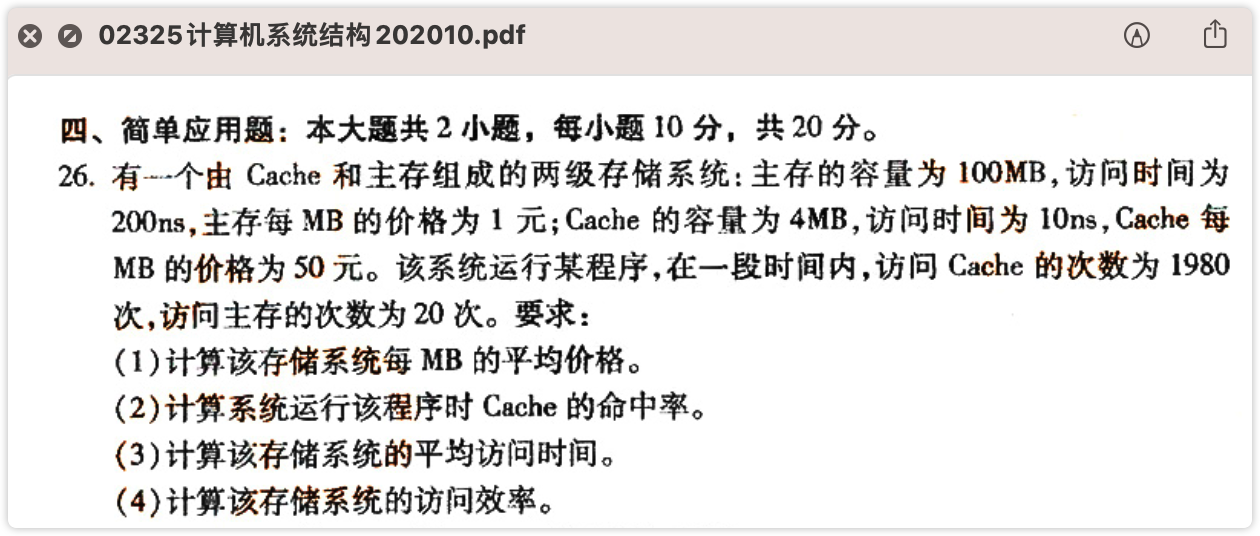 02325计算机系统结构202010.pdf
四、简单应用题：本大题共 2 小题，每小题 10 分，共 20 分。
26. 有一个由 Cache 和主存组成的两级存储系统:主存的容量为 100MB,访问时间为
200ns,主存每 MB 的价格为 1 元;Cache 的容量为 4MB,访问时间为 10ns,Cache 每
MB 的价格为 50 元。该系统运行某程序,在一段时间内,访问 Cache 的次数为 1980
次,访问主存的次数为 20 次。要求:
(1)计算该存储系统每 MB 的平均价格。
(2)计算系统运行该程序时 Cache 的命中率。
(3)计算该存储系统的平均访问时间。
(4)计算该存储系统的访问效率。